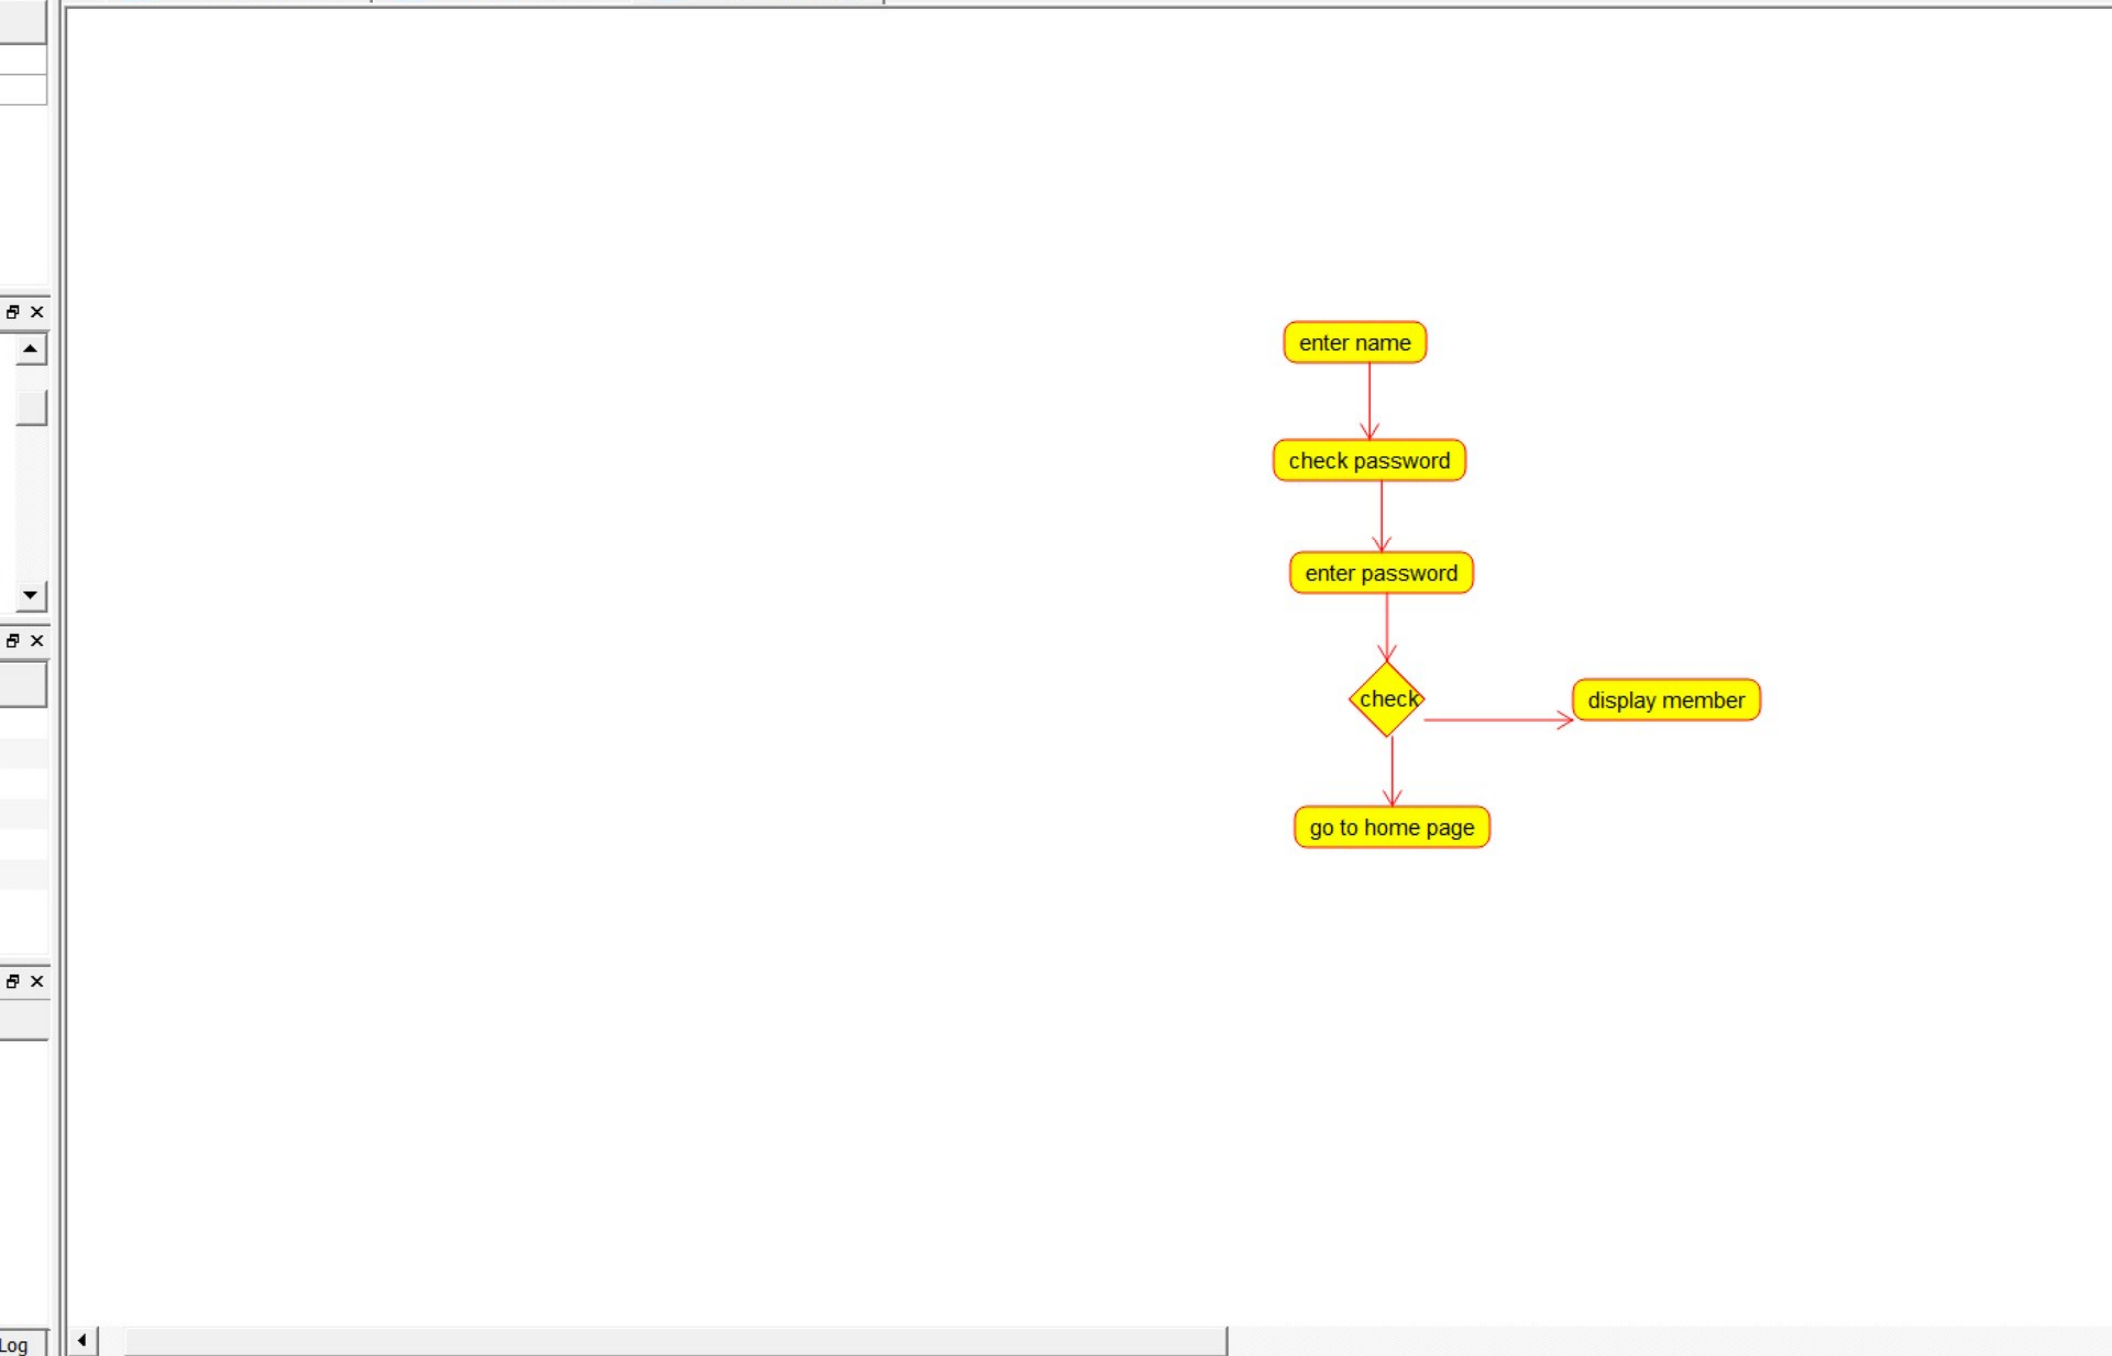 enter name
check password
enter password
check
display member
go to home page
Log